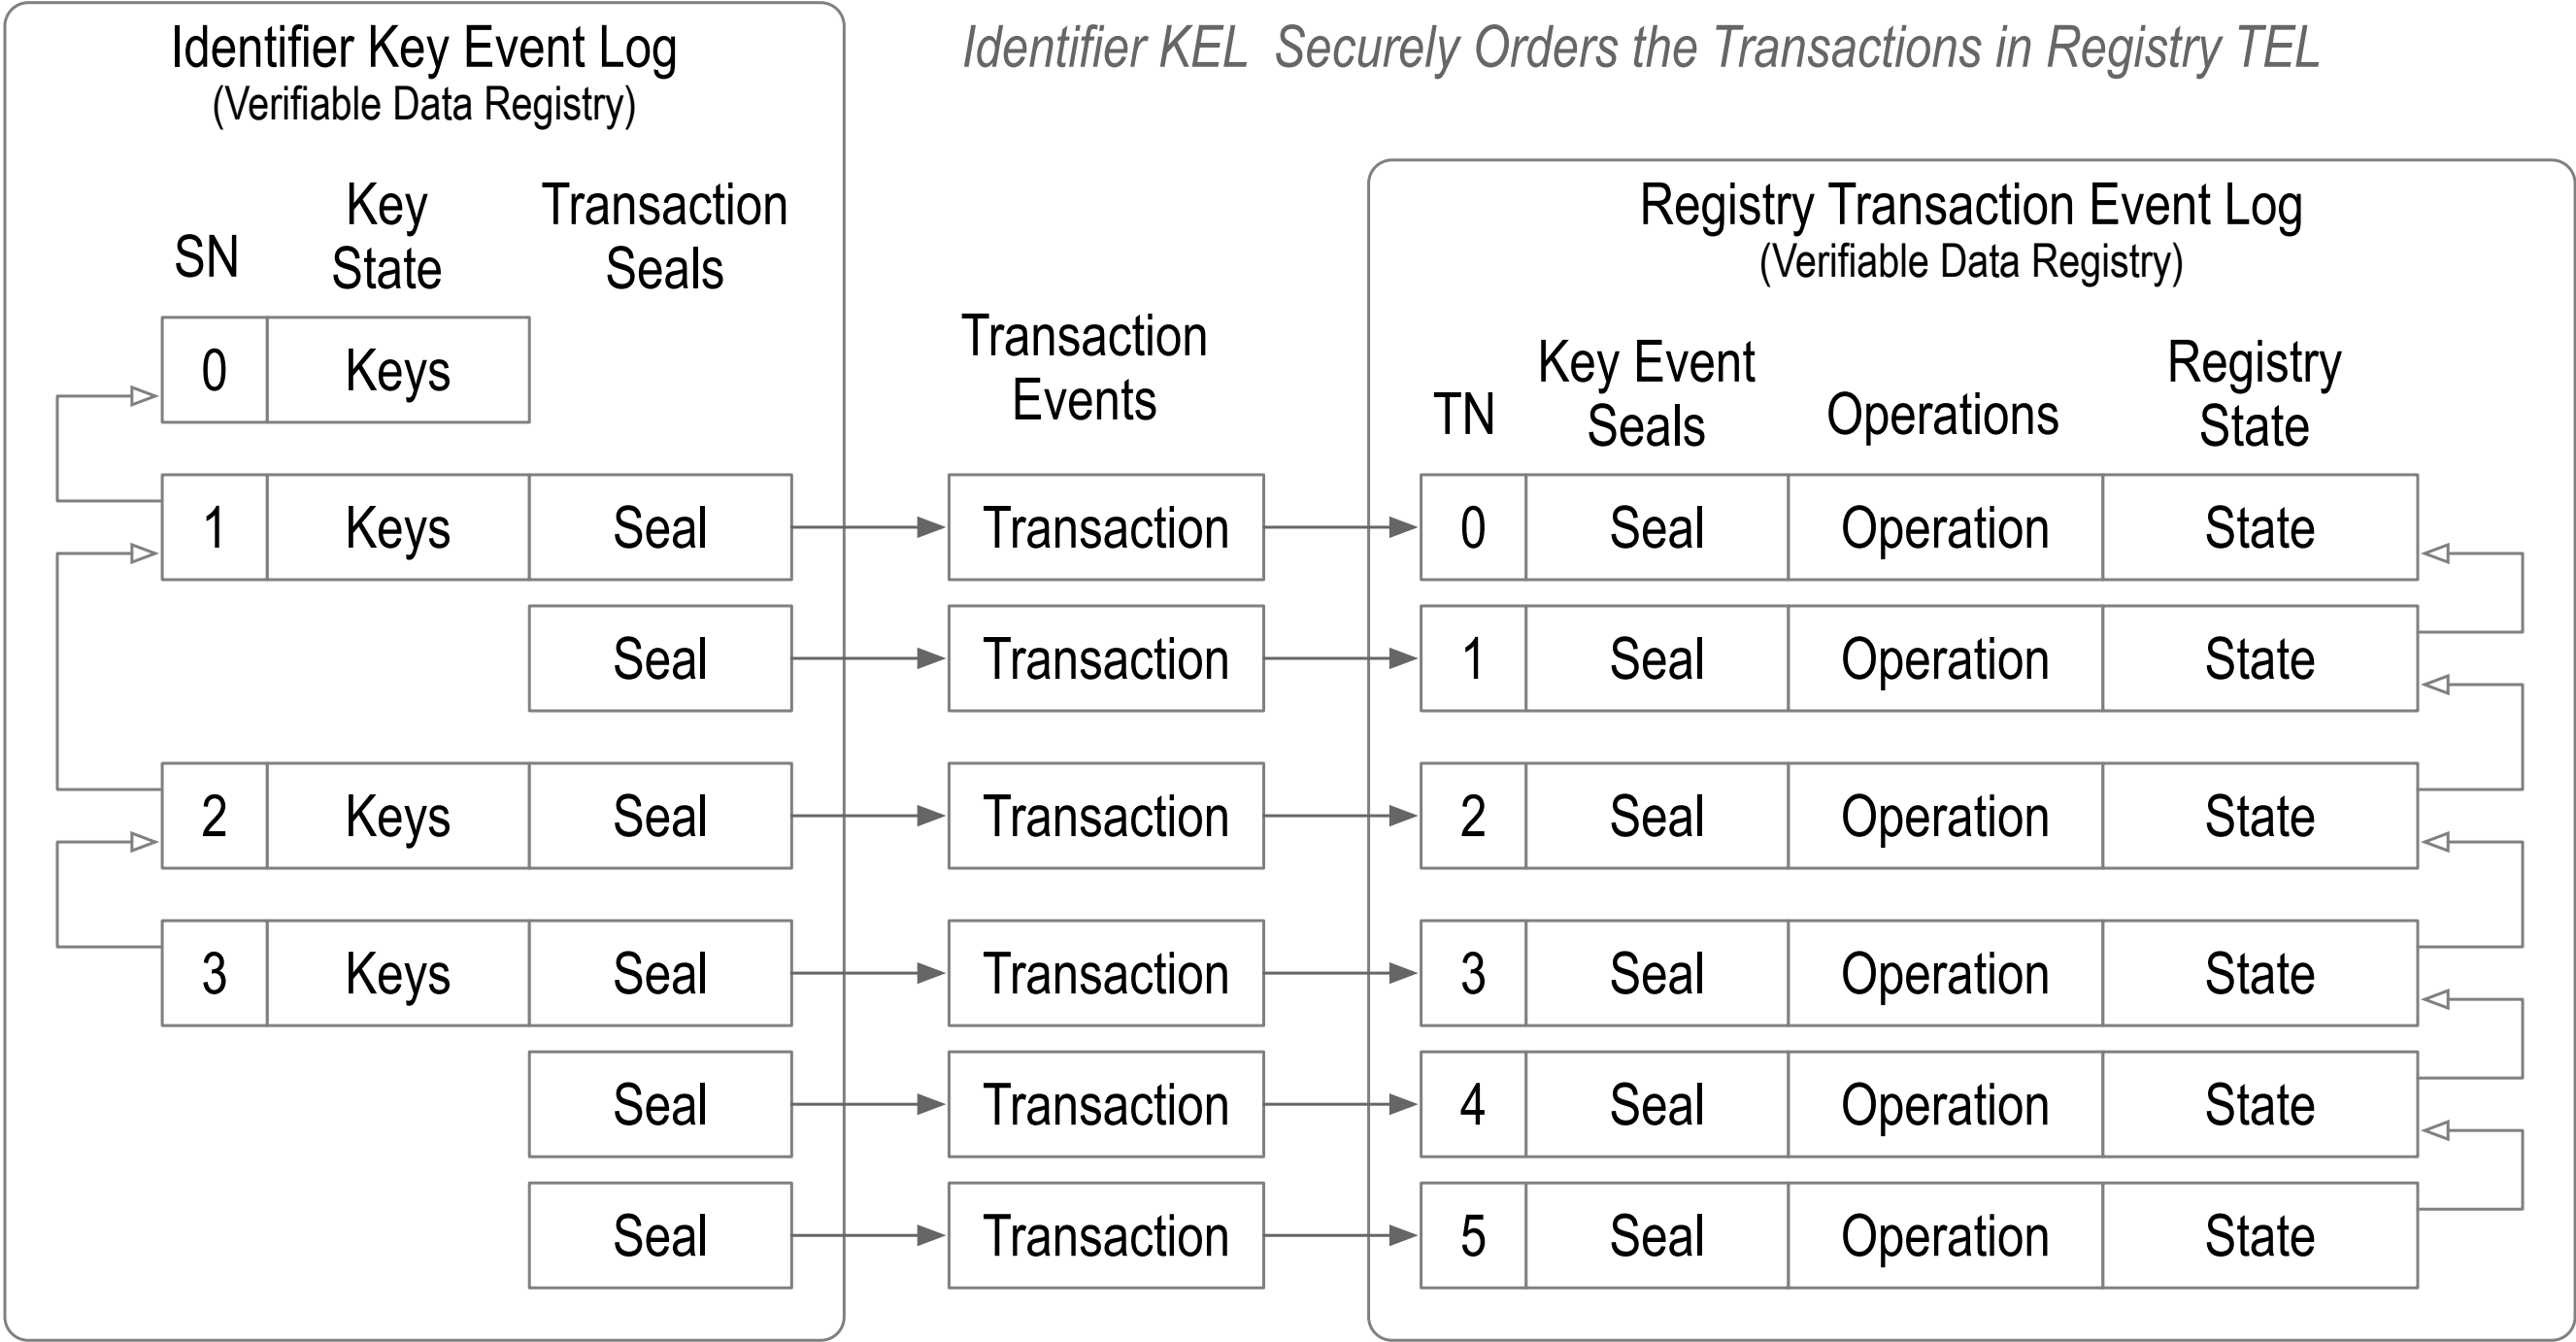 Identifier Key Event Log
(Verifiable Data Registry)
Identifier KEL Securely Orders the Transactions in Registry TEL
SN
Key
State
Transaction
Seals
0 Keys
1 Keys Seal
Seal
2 Keys Seal
3 Keys Seal
Seal
Seal
Transaction
Events
Transaction
Transaction
Transaction
Transaction
Transaction
Transaction
Registry Transaction Event Log
(Verifiable Data Registry)
TN
Key Event
Seals
Operations
Registry
State
0 Seal Operation State
1 Seal Operation State
2 Seal Operation State
3 Seal Operation State
4 Seal Operation State
5 Seal Operation State